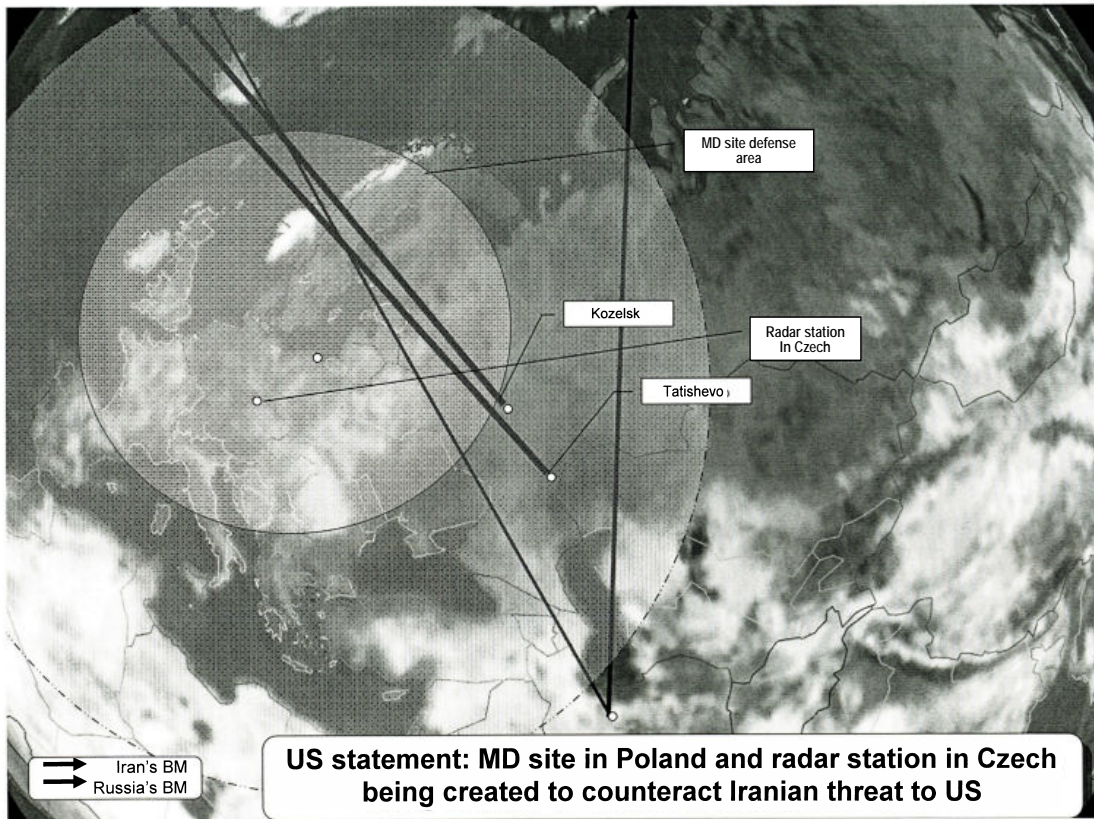 MD site defense
area
Kozelsk
Radar station
In Czech
Tatishevo )
Iran's BM
Russia's BM
US statement: MD site in Poland and radar station in Czech
being created to counteract Iranian threat to US